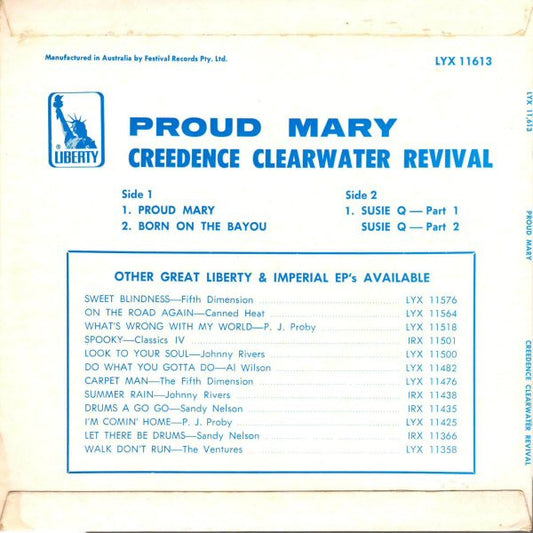 Manufactured in Australia by Festival Records Pty. Ltd.
LYX 11613
® LIBERTY
PROUD MARY
CREEDENCE CLEARWATER REVIVAL
Side 1
1. PROUD MARY
2. BORN ON THE BAYOU
Side 2
1. SUSIE Q — Part 1
SUSIE Q — Part 2
OTHER GREAT LIBERTY & IMPERIAL EP's AVAILABLE
SWEET BLINDNESS—Fifth Dimension LYX 11576
ON THE ROAD AGAIN—Canned Heat LYX 11564
WHAT'S WRONG WITH MY WORLD—P. J. Proby LYX 11518
SPOOKY—Classics IV IRX 11501
LOOK TO YOUR SOUL—Johnny Rivers LYX 11500
DO WHAT YOU GOTTA DO—Al Wilson LYX 11482
CARPET MAN—The Fifth Dimension LYX 11476
SUMMER RAIN—Johnny Rivers IRX 11438
DRUMS A GO GO—Sandy Nelson IRX 11435
I'M COMIN' HOME—P. J. Proby LYX 11425
LET THERE BE DRUMS—Sandy Nelson IRX 11366
WALK DON'T RUN—The Ventures LYX 11358
LYX 11,613
PROUD MARY
CREEDENCE CLEARWATER REVIVAL